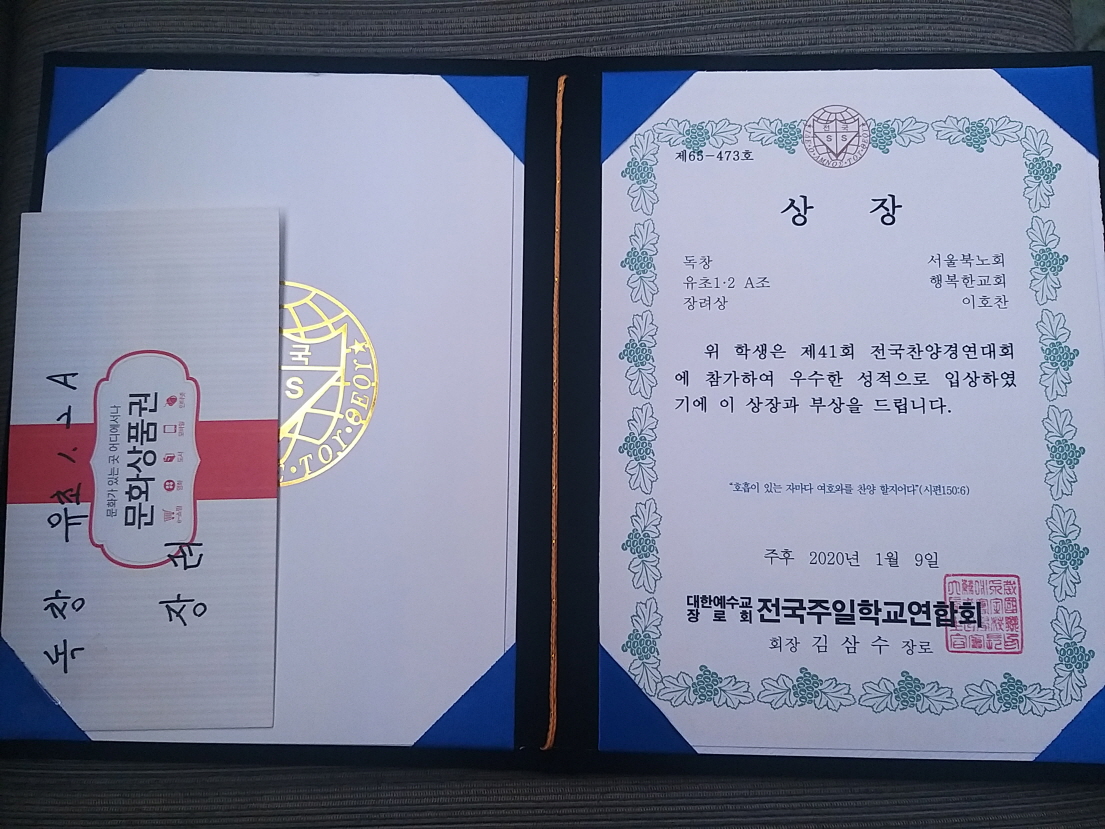 국
S
문화가 있는 곳 어디에서나
문화상품권
독창 유초 1.2 A
장려
전 국
S S
제65-473호
상 장
독창
유초1·2 A조
장려상
서울북노회
행복한교회
이호찬
위 학생은 제41회 전국찬양경연대회
에 참가하여 우수한 성적으로 입상하였
기에 이 상장과 부상을 드립니다.
"호흡이 있는 자마다 여호와를 찬양 할지어다"(시편150:6)
주후 2020년 1월 9일
대한예수교
장로회 전국주일학교연합회
회장 김삼수 장로